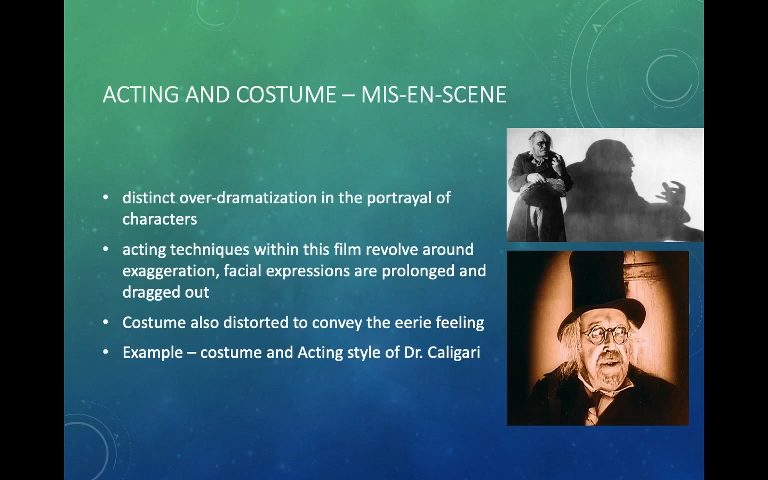 ACTING AND COSTUME – MIS-EN-SCENE
• distinct over-dramatization in the portrayal of
characters
• acting techniques within this film revolve around
exaggeration, facial expressions are prolonged and
dragged out
• Costume also distorted to convey the eerie feeling
• Example – costume and Acting style of Dr. Caligari